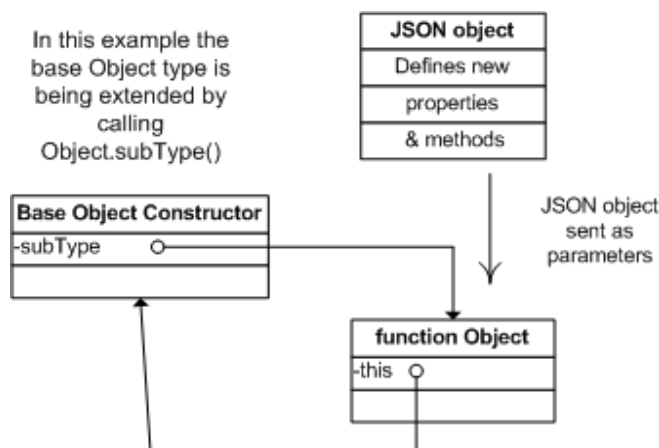 In this example the
base Object type is
being extended by
calling
Object.subType()
JSON object
Defines new
properties
& methods
Base Object Constructor
-subType
JSON object
sent as
parameters
function Object
-this